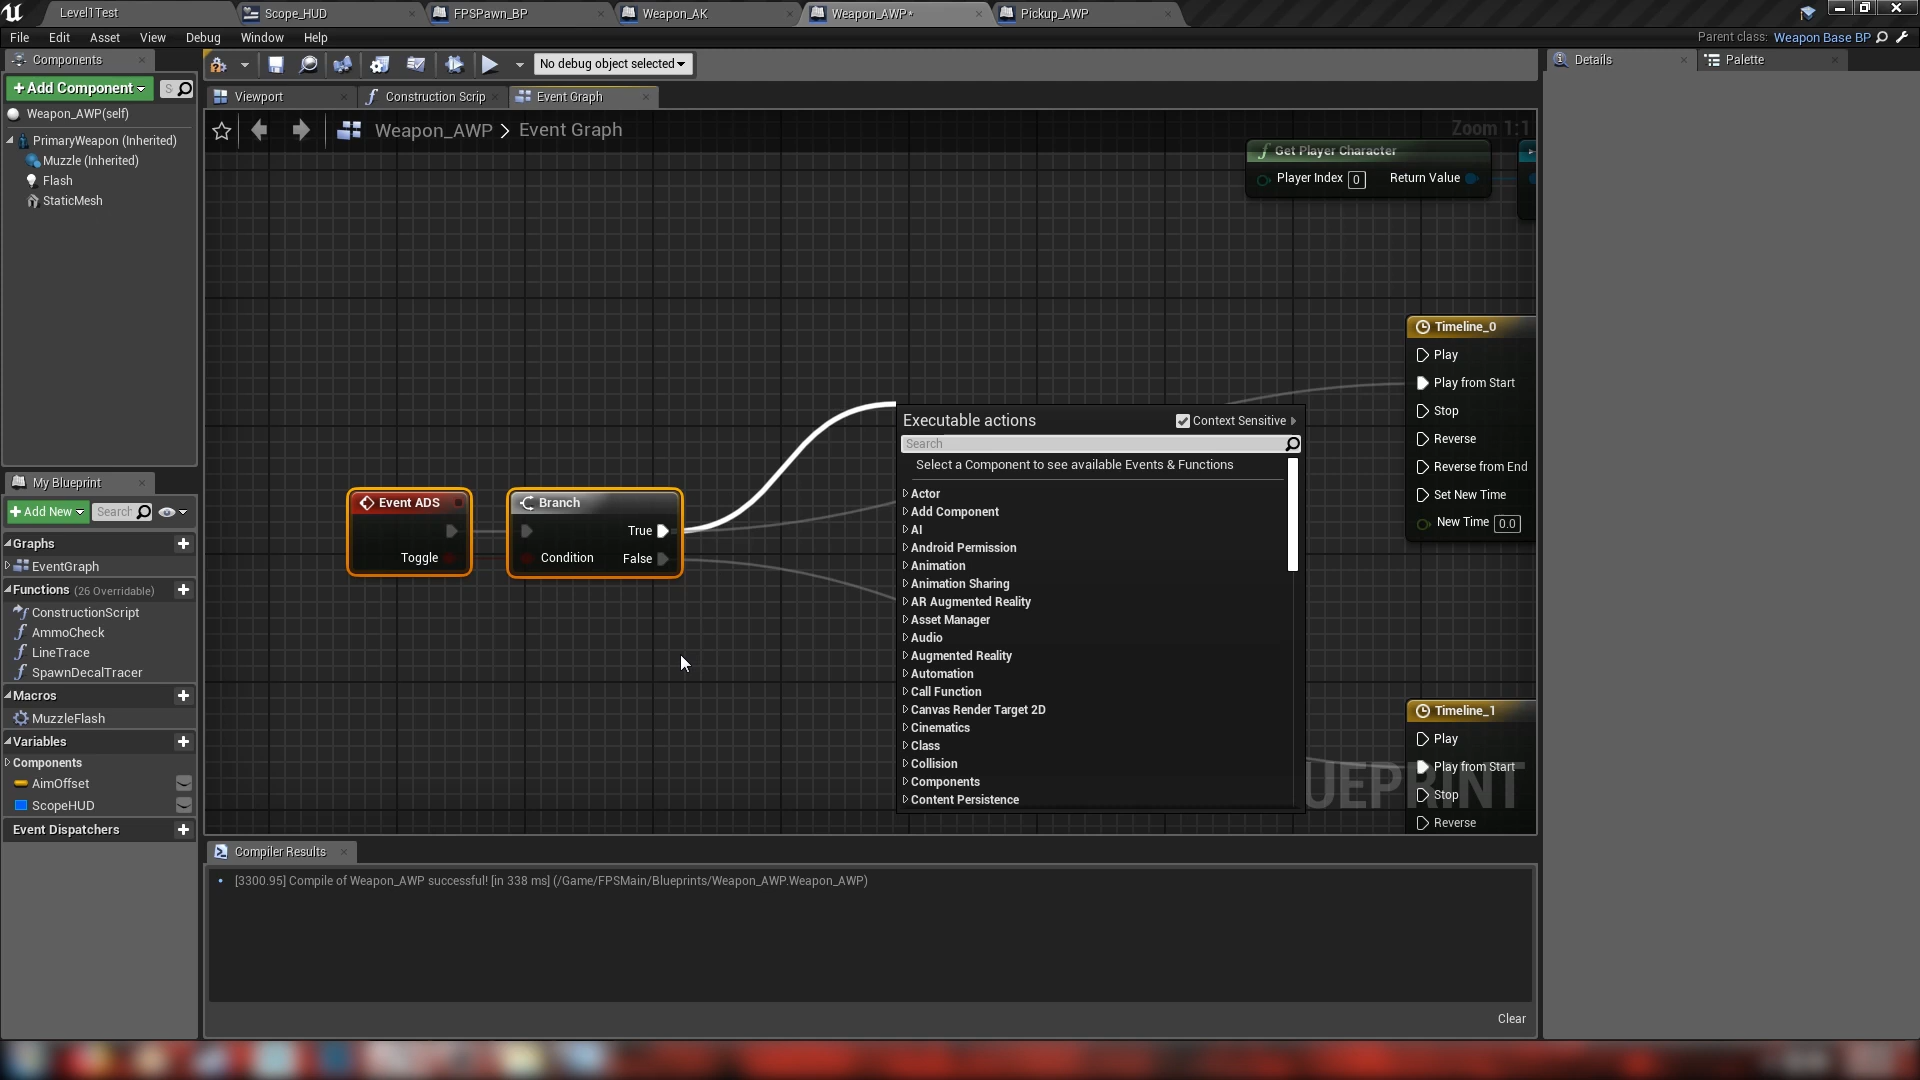 Level1Test
Scope_HUD
FPSPawn_BP
Weapon_AK
Weapon_AWP*
Pickup_AWP
File Edit Asset View Debug Window Help
Parent class: Weapon Base BP
Components
+Add Component
S
Weapon_AWP(self)
PrimaryWeapon (Inherited)
Muzzle (Inherited)
Flash
StaticMesh
No debug object selected
Viewport
Construction Scrip
Event Graph
Weapon_AWP > Event Graph
Zoom 1:1
Details
Palette
Get Player Character
Player Index 0 Return Value
Event ADS
Toggle
Branch
True
Condition
False
Executable actions
Context Sensitive
Search
Select a Component to see available Events & Functions
Actor
Add Component
AI
Android Permission
Animation
Animation Sharing
AR Augmented Reality
Asset Manager
Audio
Augmented Reality
Automation
Call Function
Canvas Render Target 2D
Cinematics
Class
Collision
Components
Content Persistence
Timeline_0
Play
Play from Start
Stop
Reverse
Reverse from End
Set New Time
New Time 0.0
Timeline_1
Play
Play from Start
Stop
Reverse
UEPRINT
My Blueprint
+Add New
Search
Graphs
EventGraph
Functions (26 Overridable)
ConstructionScript
AmmoCheck
LineTrace
SpawnDecalTracer
Macros
MuzzleFlash
Variables
Components
AimOffset
ScopeHUD
Event Dispatchers
Compiler Results
[3300.95] Compile of Weapon_AWP successful! [in 338 ms] (/Game/FPSMain/Blueprints/Weapon_AWP.Weapon_AWP)
Clear